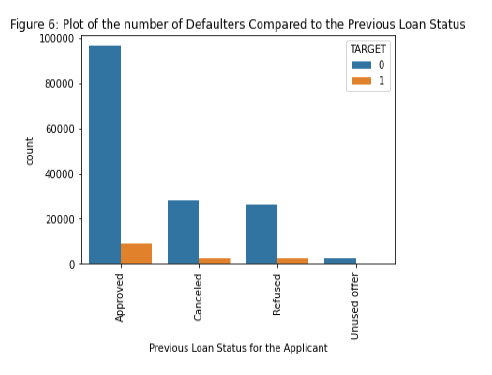 Figure 6: Plot of the number of Defaulters Compared to the Previous Loan Status
100000
80000
60000
40000
20000
0
count
TARGET
0
1
Approved
Canceled
Refused
Unused offer
Previous Loan Status for the Applicant